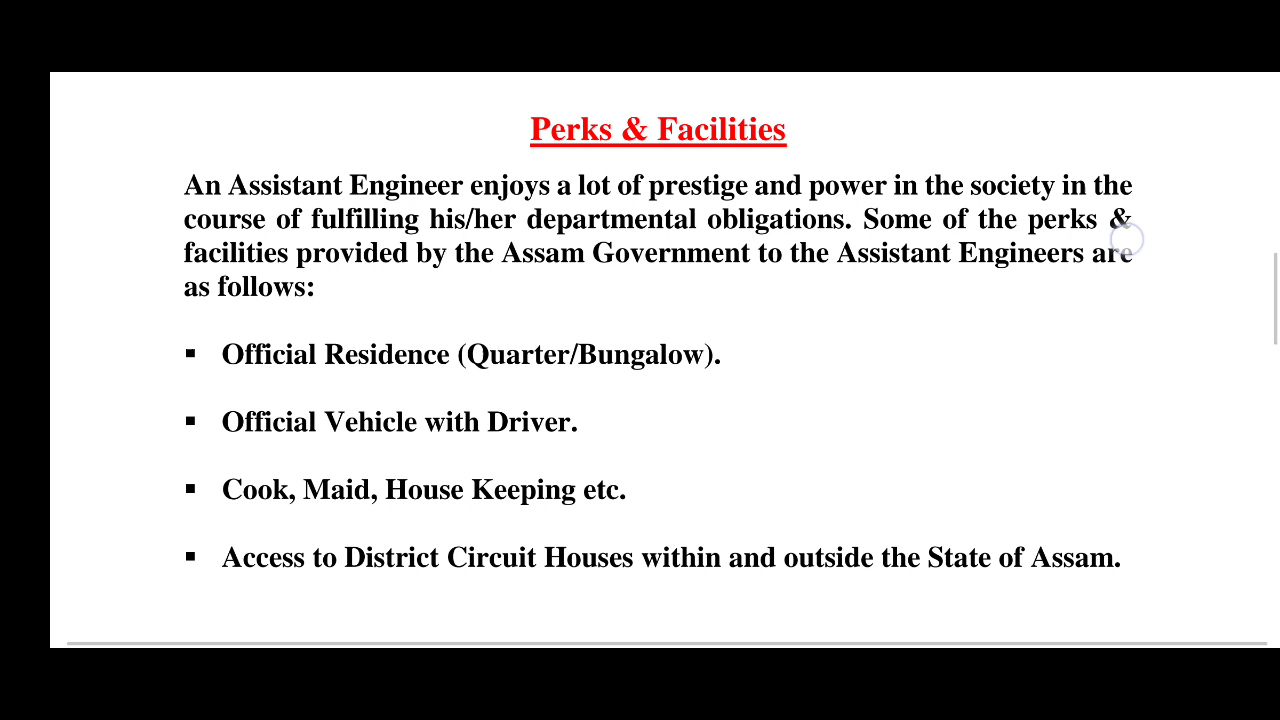 Perks & Facilities
An Assistant Engineer enjoys a lot of prestige and power in the society in the
course of fulfilling his/her departmental obligations. Some of the perks &
facilities provided by the Assam Government to the Assistant Engineers are
as follows:
▪ Official Residence (Quarter/Bungalow).
▪ Official Vehicle with Driver.
▪ Cook, Maid, House Keeping etc.
▪ Access to District Circuit Houses within and outside the State of Assam.